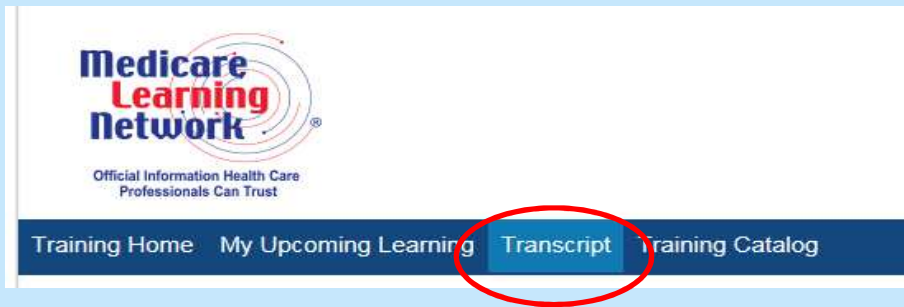 Medicare
Learning
Network®
Official Information Health Care
Professionals Can Trust
Training Home My Upcoming Learning Transcript Training Catalog